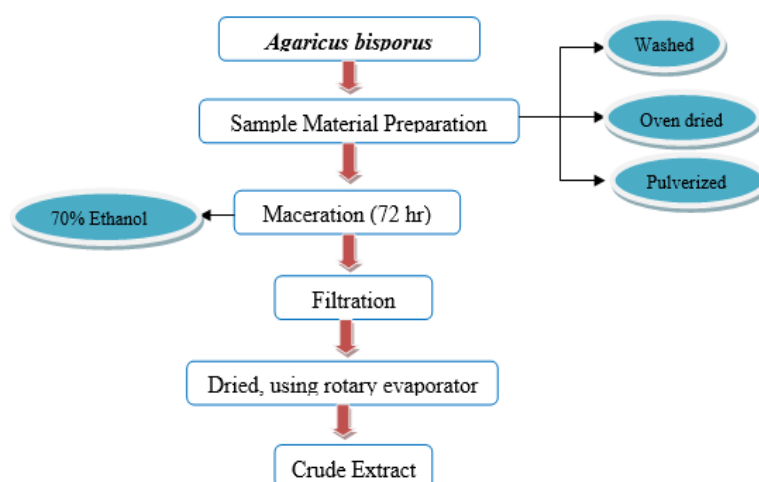 Agaricus bisporus
Washed
Sample Material Preparation
Oven dried
Pulverized
70% Ethanol
Maceration (72 hr)
Filtration
Dried, using rotary evaporator
Crude Extract